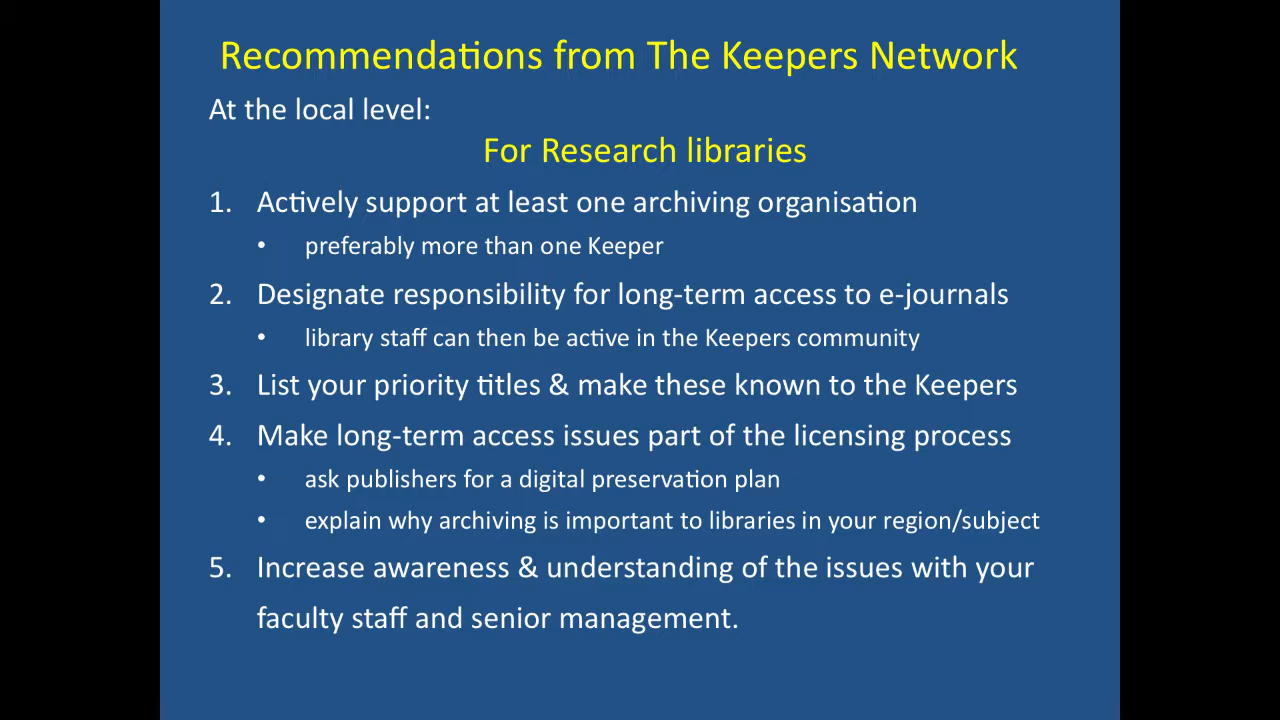 Recommendations from The Keepers Network
At the local level:
For Research libraries
1. Actively support at least one archiving organisation
• preferably more than one Keeper
2. Designate responsibility for long-term access to e-journals
• library staff can then be active in the Keepers community
3. List your priority titles & make these known to the Keepers
4. Make long-term access issues part of the licensing process
• ask publishers for a digital preservation plan
• explain why archiving is important to libraries in your region/subject
5. Increase awareness & understanding of the issues with your
faculty staff and senior management.